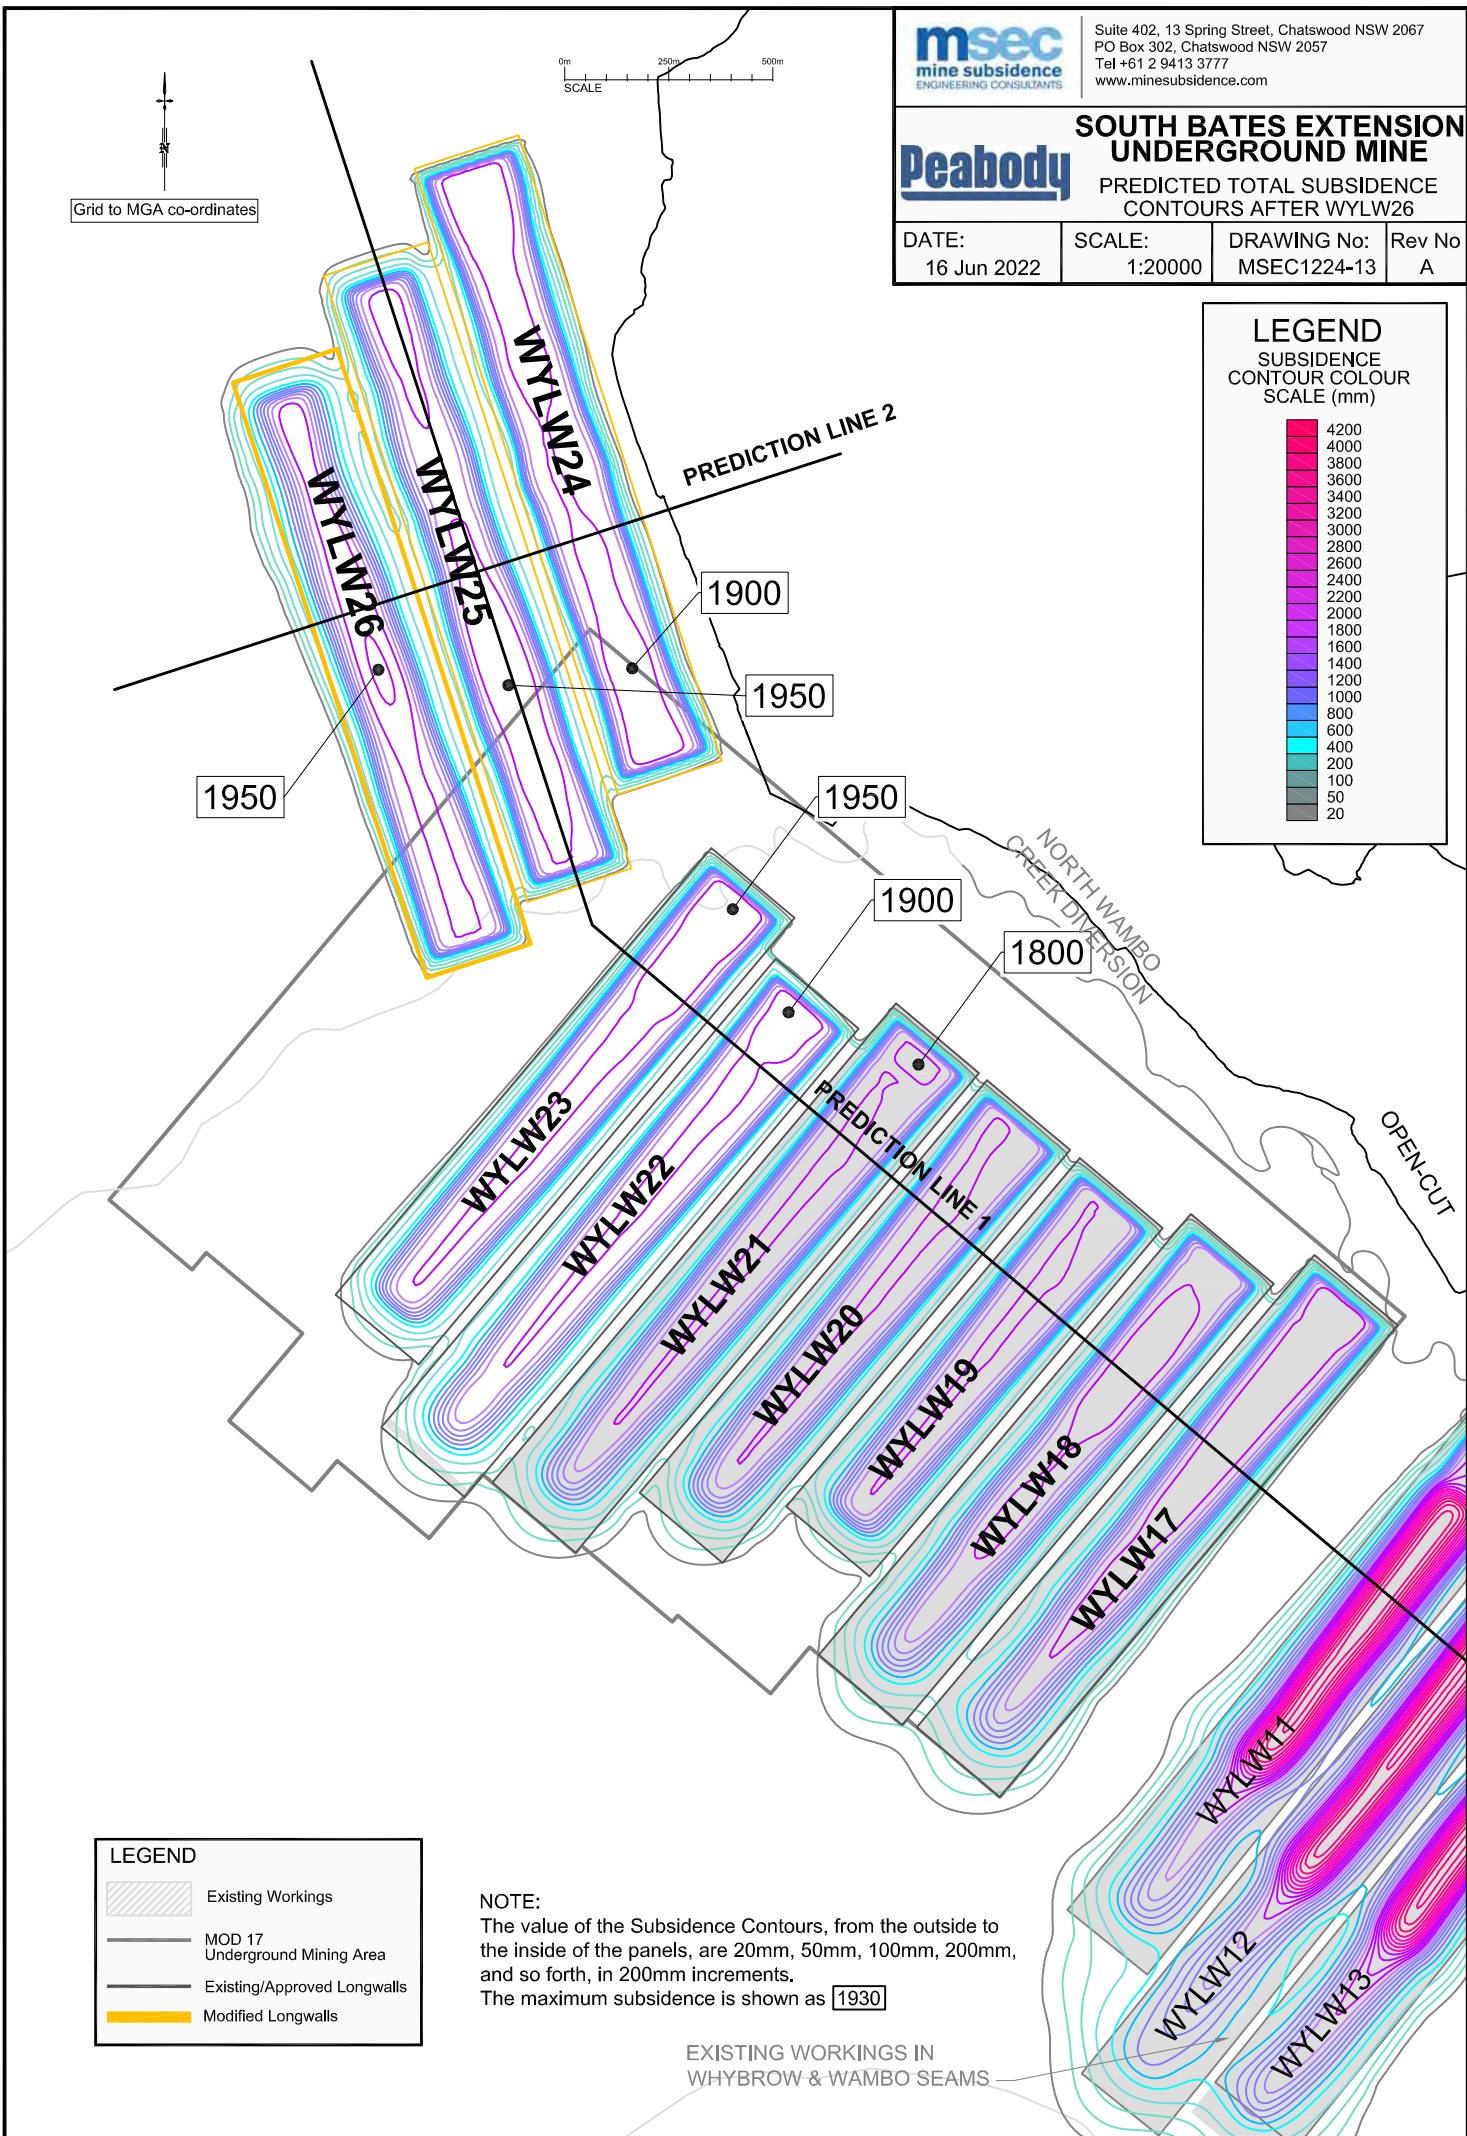 msec
mine subsidence
ENGINEERING CONSULTANTS
Suite 402, 13 Spring Street, Chatswood NSW 2067
PO Box 302, Chatswood NSW 2057
Tel +61 2 9413 3777
www.minesubsidence.com
Peabody
SOUTH BATES EXTENSION
UNDERGROUND MINE
PREDICTED TOTAL SUBSIDENCE
CONTOURS AFTER WYLW26
DATE:
16 Jun 2022
SCALE:
1:20000
DRAWING No:
MSEC1224-13
Rev No
A
0m
250m
500m
SCALE
N
Grid to MGA co-ordinates
LEGEND
SUBSIDENCE
CONTOUR COLOUR
SCALE (mm)
4200
4000
3800
3600
3400
3200
3000
2800
2600
2400
2200
2000
1800
1600
1400
1200
1000
800
600
400
200
100
50
20
WYLW24
WYLW25
WYLW26
PREDICTION LINE 2
1900
1950
1950
1950
1900
1800
NORTH WAMBO
CREEK DIVERSION
OPEN-CUT
PREDICTION LINE 1
WYLW23
WYLW22
WYLW21
WYLW20
WYLW19
WYLW18
WYLW17
WYLW11
WYLW12
WYLW13
LEGEND
Existing Workings
MOD 17
Underground Mining Area
Existing/Approved Longwalls
Modified Longwalls
NOTE:
The value of the Subsidence Contours, from the outside to
the inside of the panels, are 20mm, 50mm, 100mm, 200mm,
and so forth, in 200mm increments.
The maximum subsidence is shown as 1930
EXISTING WORKINGS IN
WHYBROW & WAMBO SEAMS